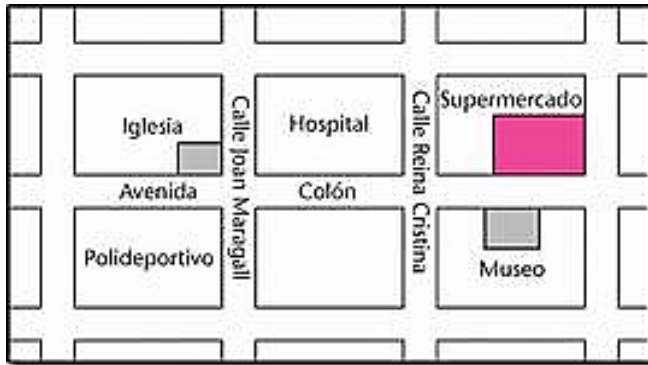 Supermercado
Iglesia
Hospital
Calle Joan Maragall
Calle Reina Cristina
Avenida Colón
Polideportivo
Museo